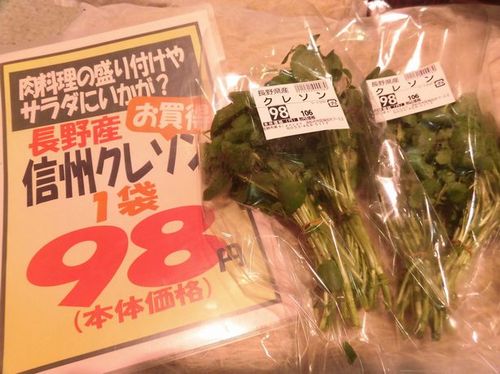 肉料理の盛り付けや
サラダにいかが？
お買得
長野産
信州クレソン
1袋
98円
(本体価格)
長野県産
クレソン
98 106
長野県産
クレソン
98 106